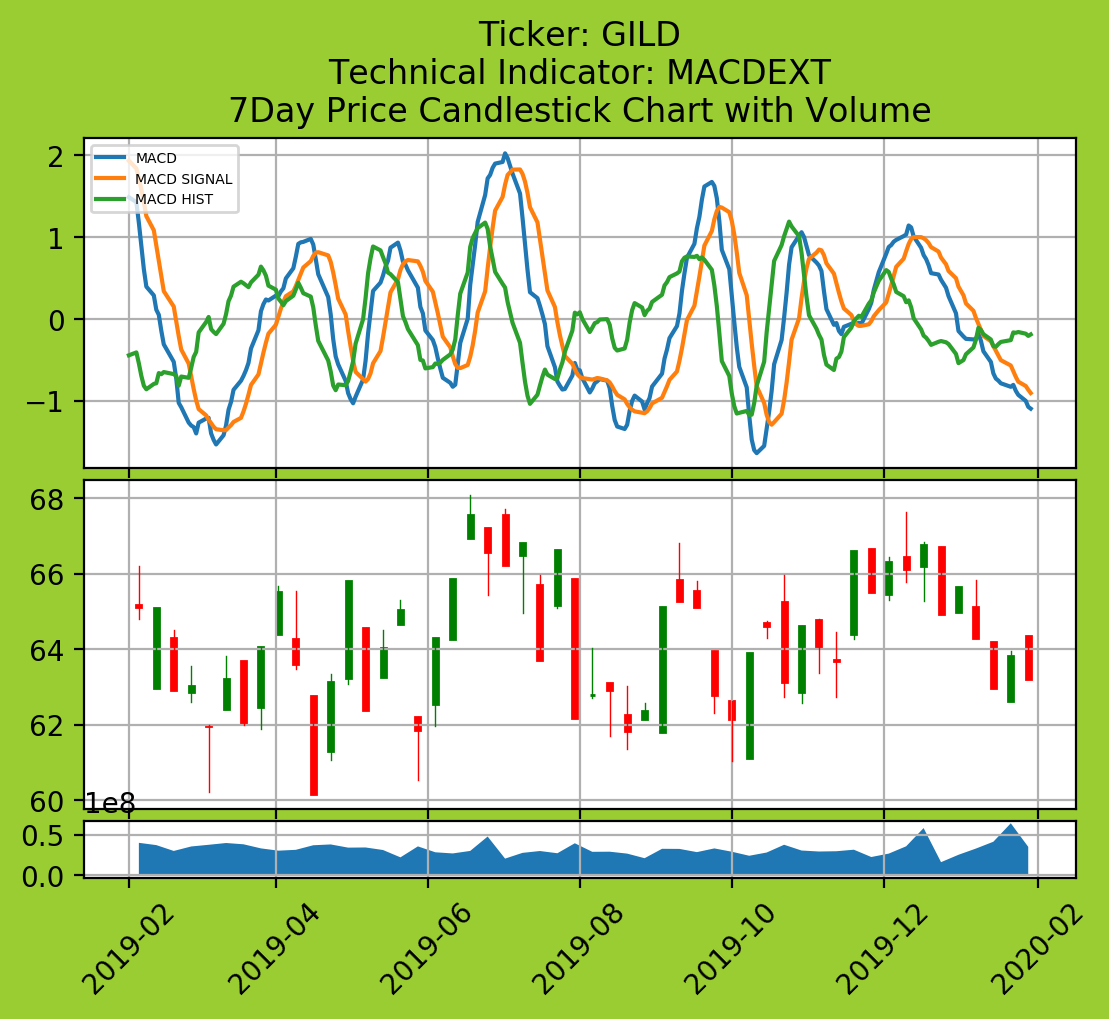 Ticker: GILD
Technical Indicator: MACDEXT
7Day Price Candlestick Chart with Volume
MACD
MACD SIGNAL
MACD HIST
2
1
0
−1
68
66
64
62
60
1e8
0.5
0.0
2019-02
2019-04
2019-06
2019-08
2019-10
2019-12
2020-02